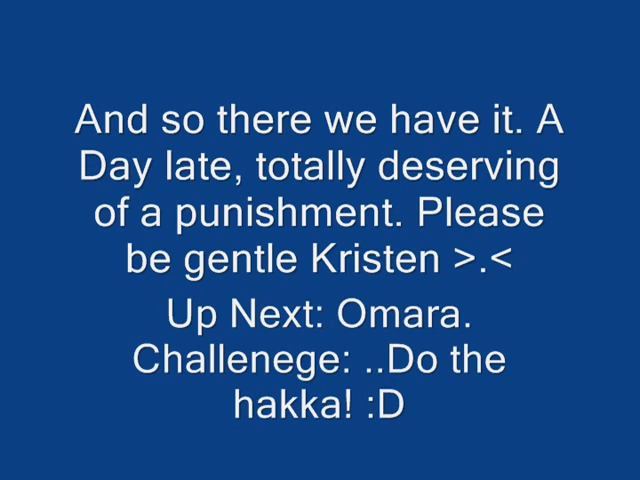 And so there we have it. A
Day late, totally deserving
of a punishment. Please
be gentle Kristen >.<
Up Next: Omara.
Challenege: ..Do the
hakka! :D